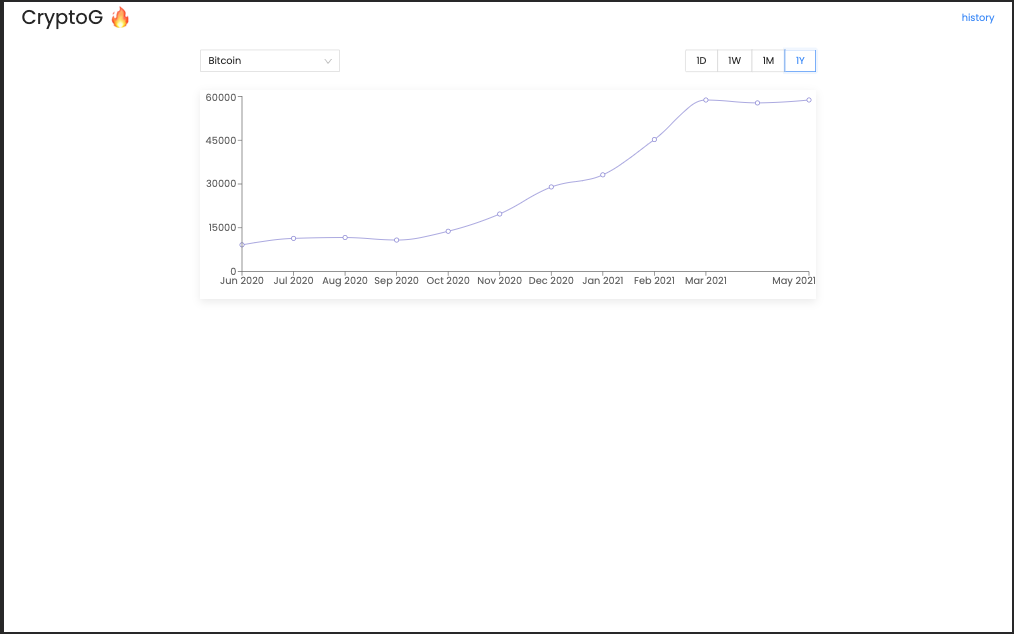 CryptoG 🔥
history
Bitcoin
1D 1W 1M 1Y
60000
45000
30000
15000
0
Jun 2020 Jul 2020 Aug 2020 Sep 2020 Oct 2020 Nov 2020 Dec 2020 Jan 2021 Feb 2021 Mar 2021 May 2021